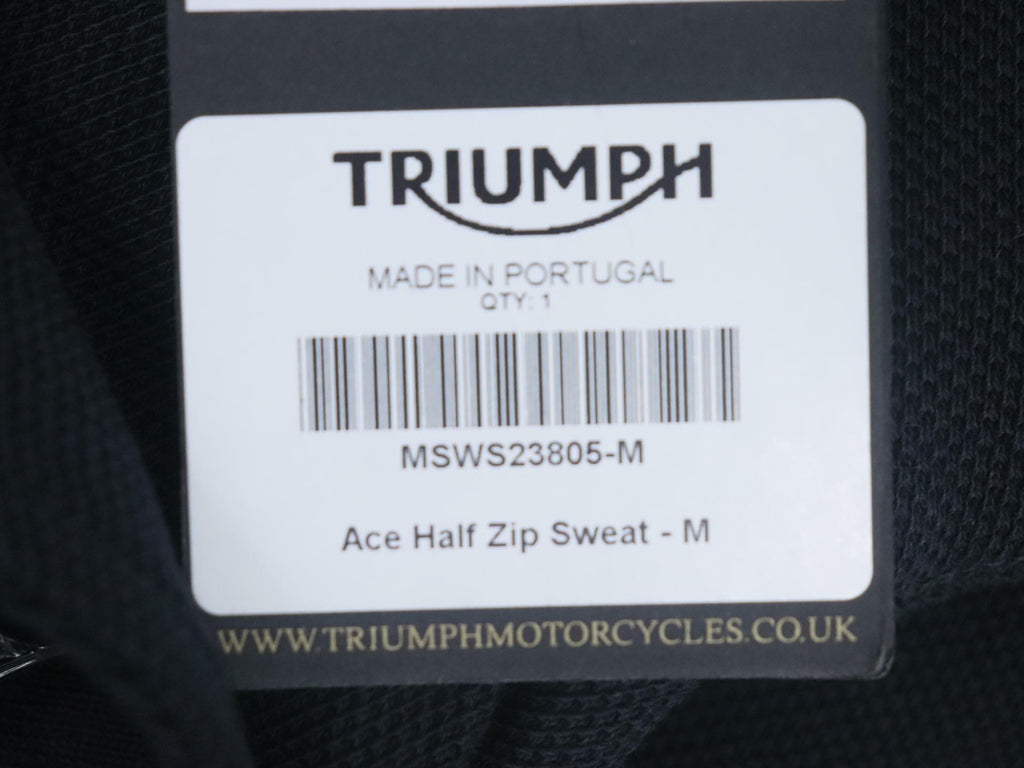 TRIUMPH
MADE IN PORTUGAL
QTY: 1
MSWS23805-M
Ace Half Zip Sweat - M
WWW.TRIUMPHMOTORCYCLES.CO.UK